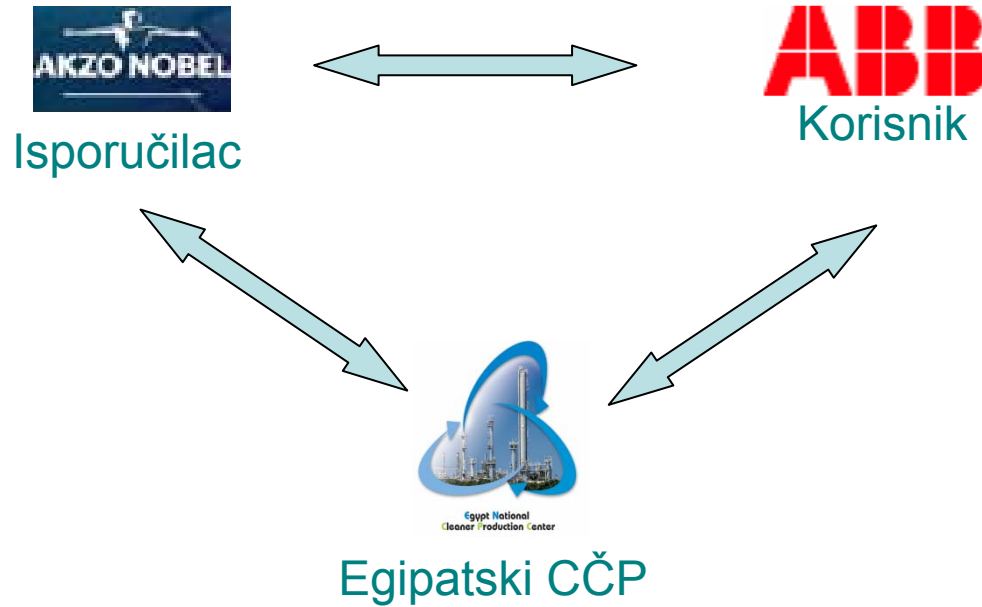 AKZO NOBEL
ABB
Isporučilac
Korisnik
Egypt National
Cleaner Production Center
Egipatski CČP